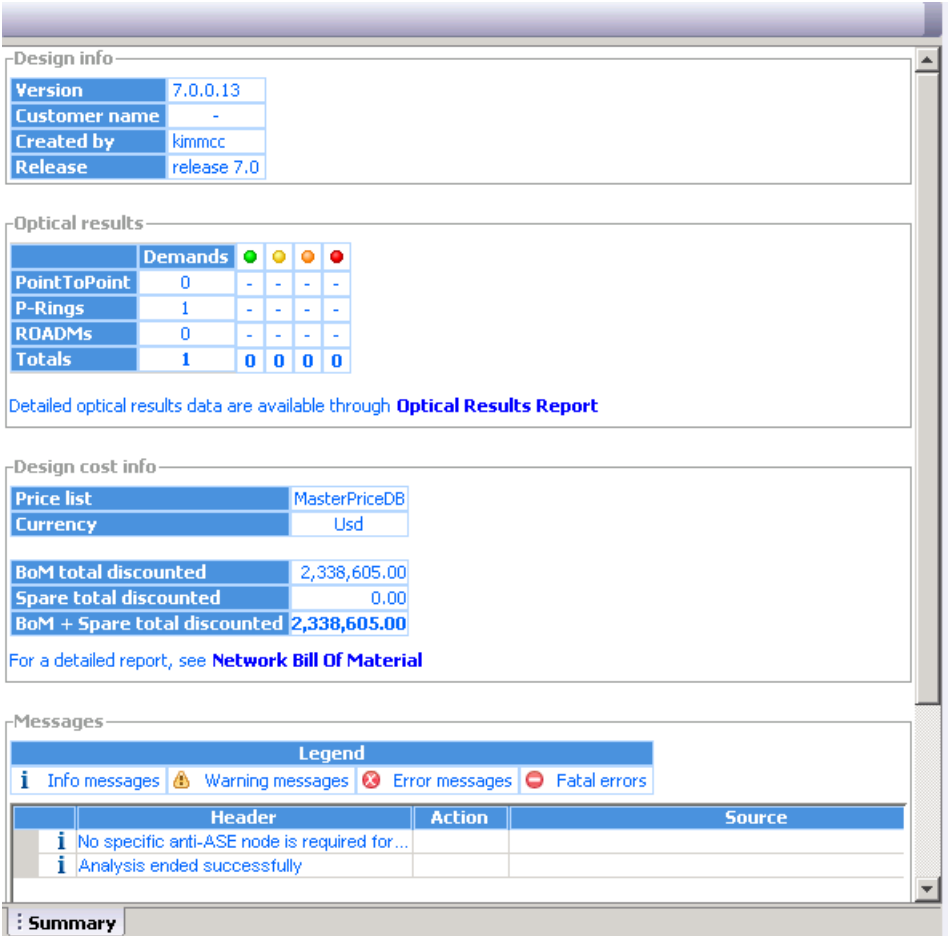 Design info
Version 7.0.0.13
Customer name -
Created by kimmcc
Release release 7.0
Optical results
Demands
PointToPoint 0 - - - -
P-Rings 1 - - - -
ROADMs 0 - - - -
Totals 1 0 0 0 0
Detailed optical results data are available through Optical Results Report
Design cost info
Price list MasterPriceDB
Currency Usd
BoM total discounted 2,338,605.00
Spare total discounted 0.00
BoM + Spare total discounted 2,338,605.00
For a detailed report, see Network Bill Of Material
Messages
Legend
i Info messages Warning messages Error messages Fatal errors
Header Action Source
i No specific anti-ASE node is required for...
i Analysis ended successfully
Summary